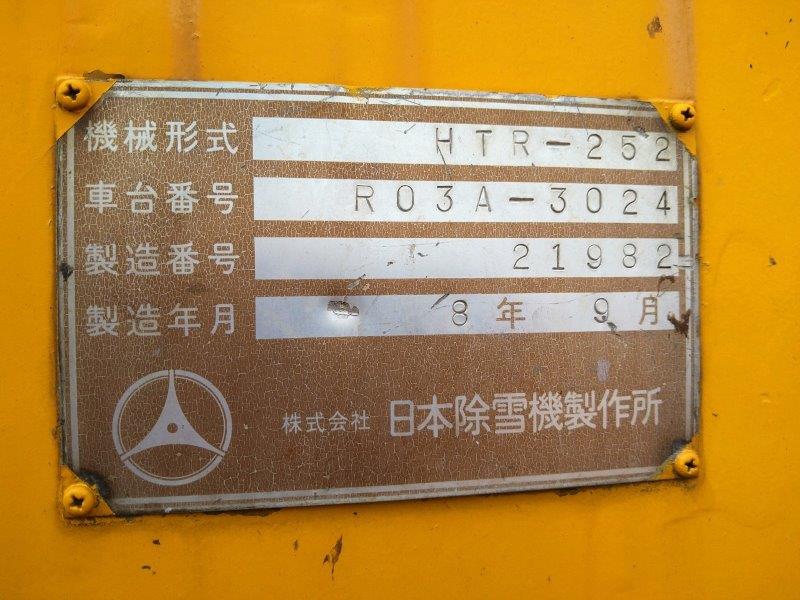 機械形式 HTR-252
車台番号 R03A-3024
製造番号 21982
製造年月 8年 9月
株式会社 日本除雪機製作所